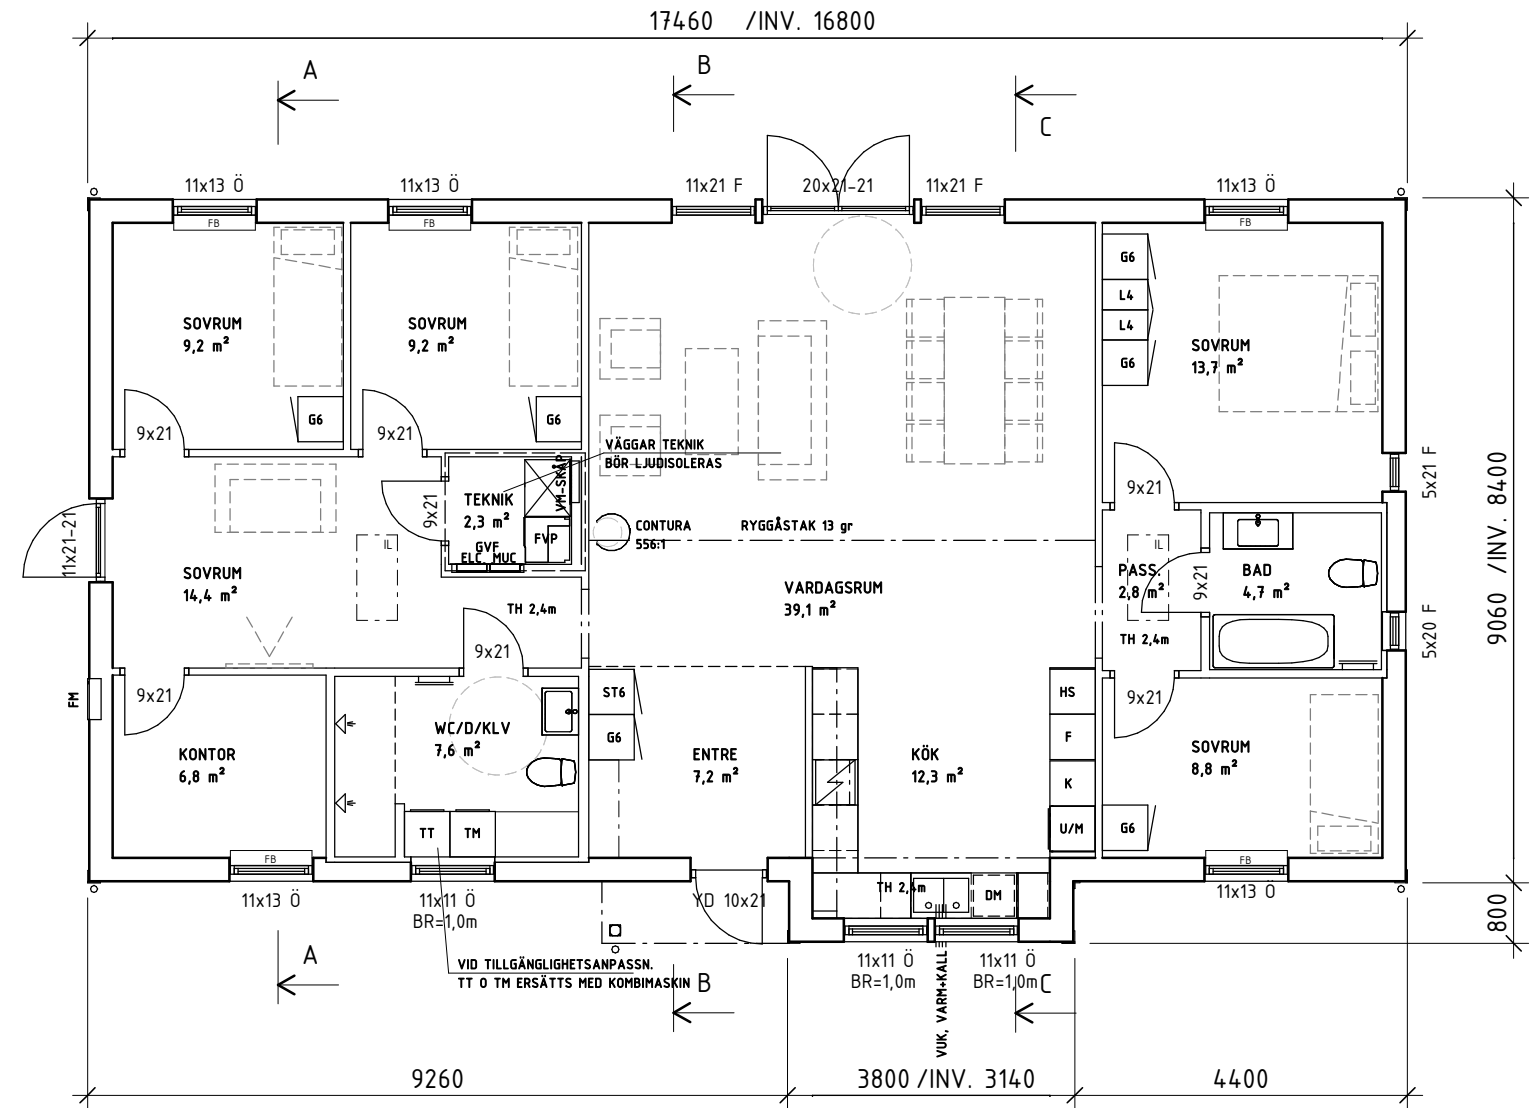 17460 /INV. 16800
A
B
C
11x13 Ö
11x13 Ö
11x21 F
20x21-21
11x21 F
11x13 Ö
FB
FB
FB
SOVRUM
9,2 m²
SOVRUM
9,2 m²
G6
L4
L4
G6
SOVRUM
13,7 m²
G6
G6
9x21
9x21
VÄGGAR TEKNIK
BÖR LJUDISOLERAS
9x21
5x21 F
9060 /INV. 8400
11x21-21
TEKNIK
2,3 m²
VM-SKÅP
9x21
GVF
ELC. MUC
FVP
CONTURA
556:1
RYGGÅSTAK 13 gr
IL
IL
SOVRUM
14,4 m²
TH 2,4m
VARDAGSRUM
39,1 m²
PASS.
2,8 m²
9x21
BAD
4,7 m²
TH 2,4m
5x20 F
9x21
9x21
9x21
FM
ST6
G6
HS
F
K
U/M
KONTOR
6,8 m²
WC/D/KLV
7,6 m²
ENTRE
7,2 m²
KÖK
12,3 m²
SOVRUM
8,8 m²
TT
TM
G6
FB
FB
11x13 Ö
11x11 Ö
BR=1,0m
YD 10x21
TH 2,4m
DM
11x13 Ö
800
VID TILLGÄNGLIGHETSANPASSN.
TT O TM ERSÄTTS MED KOMBIMASKIN
11x11 Ö
BR=1,0m
11x11 Ö
BR=1,0m
VUK, VARM+KALL
A
B
C
9260
3800 /INV. 3140
4400